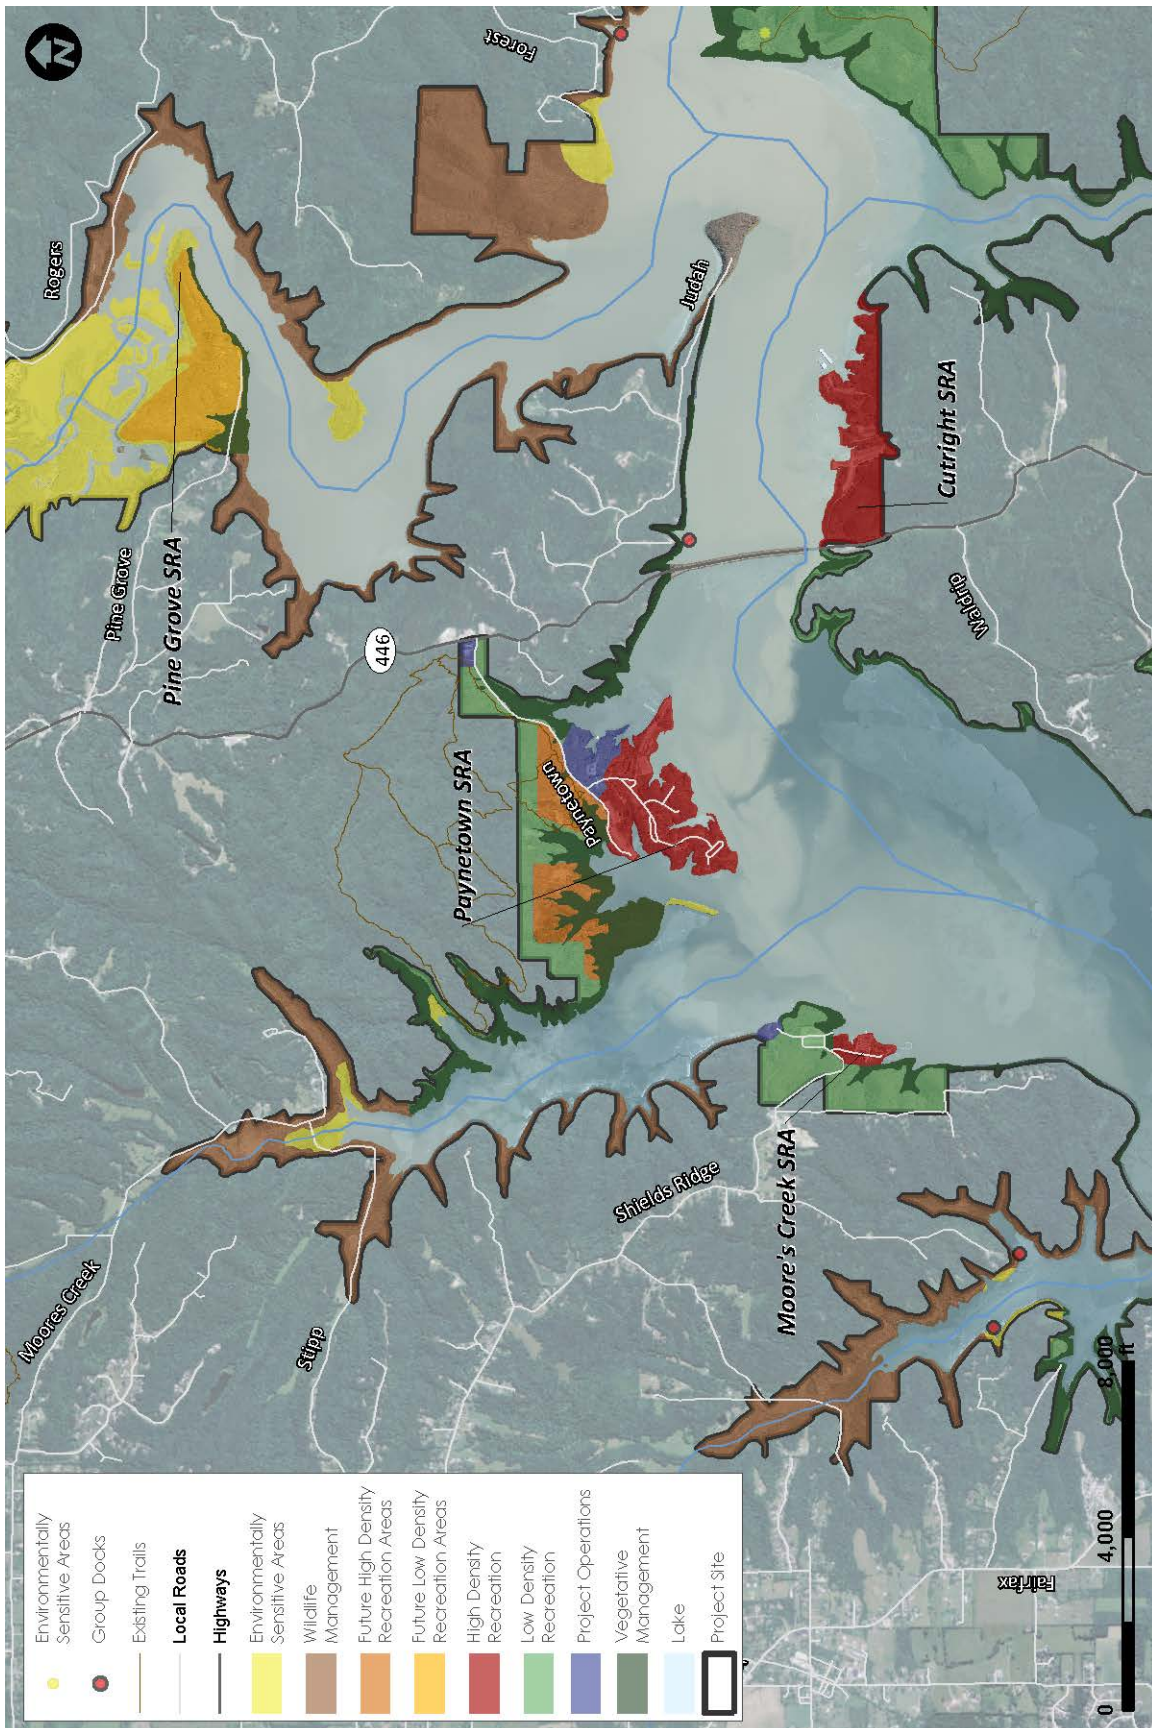 N
Rogers
Forest
Pine Grove
Pine Grove SRA
446
Judah
Paynetown SRA
Paynetown
Cutright SRA
Waldrip
Moores Creek
Stipp
Shields Ridge
Moore's Creek SRA
Fairfax
Environmentally
Sensitive Areas
Group Docks
Existing Trails
Local Roads
Highways
Environmentally
Sensitive Areas
Wildlife
Management
Future High Density
Recreation Areas
Future Low Density
Recreation Areas
High Density
Recreation
Low Density
Recreation
Project Operations
Vegetative
Management
Lake
Project Site
0 4,000 8,000
ft